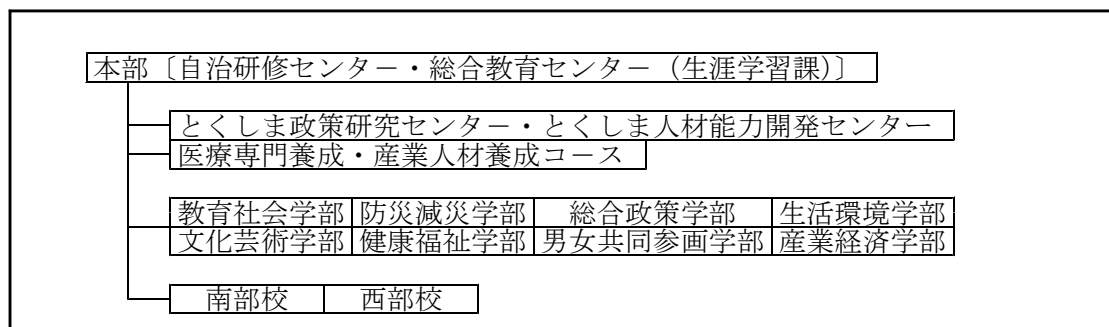 本部〔自治研修センター・総合教育センター（生涯学習課）〕
とくしま政策研究センター・とくしま人材能力開発センター
医療専門養成・産業人材養成コース
教育社会学部 防災減災学部 総合政策学部 生活環境学部
文化芸術学部 健康福祉学部 男女共同参画学部 産業経済学部
南部校 西部校